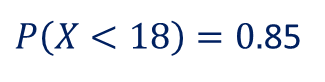 P(X < 18) = 0.85